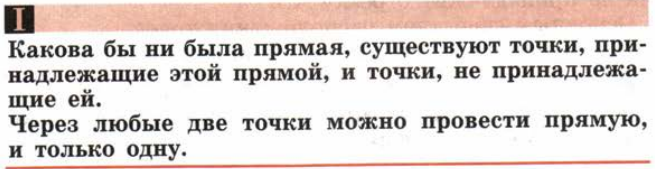 I
Какова бы ни была прямая, существуют точки, при-
надлежащие этой прямой, и точки, не принадлежа-
щие ей.
Через любые две точки можно провести прямую,
и только одну.